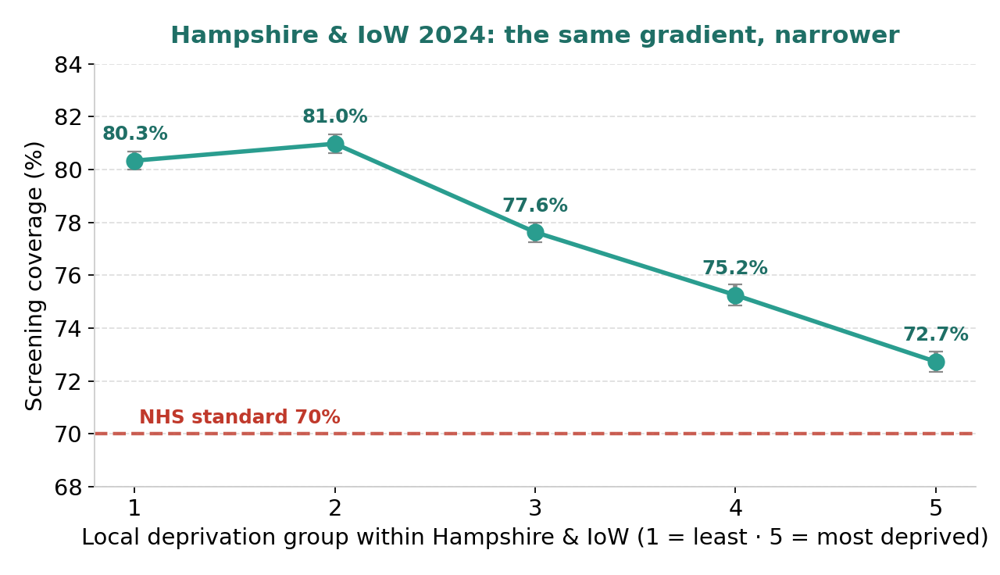 Hampshire & IoW 2024: the same gradient, narrower
84
82
80
78
76
74
72
70
68
Screening coverage (%)
80.3%
81.0%
77.6%
75.2%
72.7%
NHS standard 70%
1 2 3 4 5
Local deprivation group within Hampshire & IoW (1 = least · 5 = most deprived)